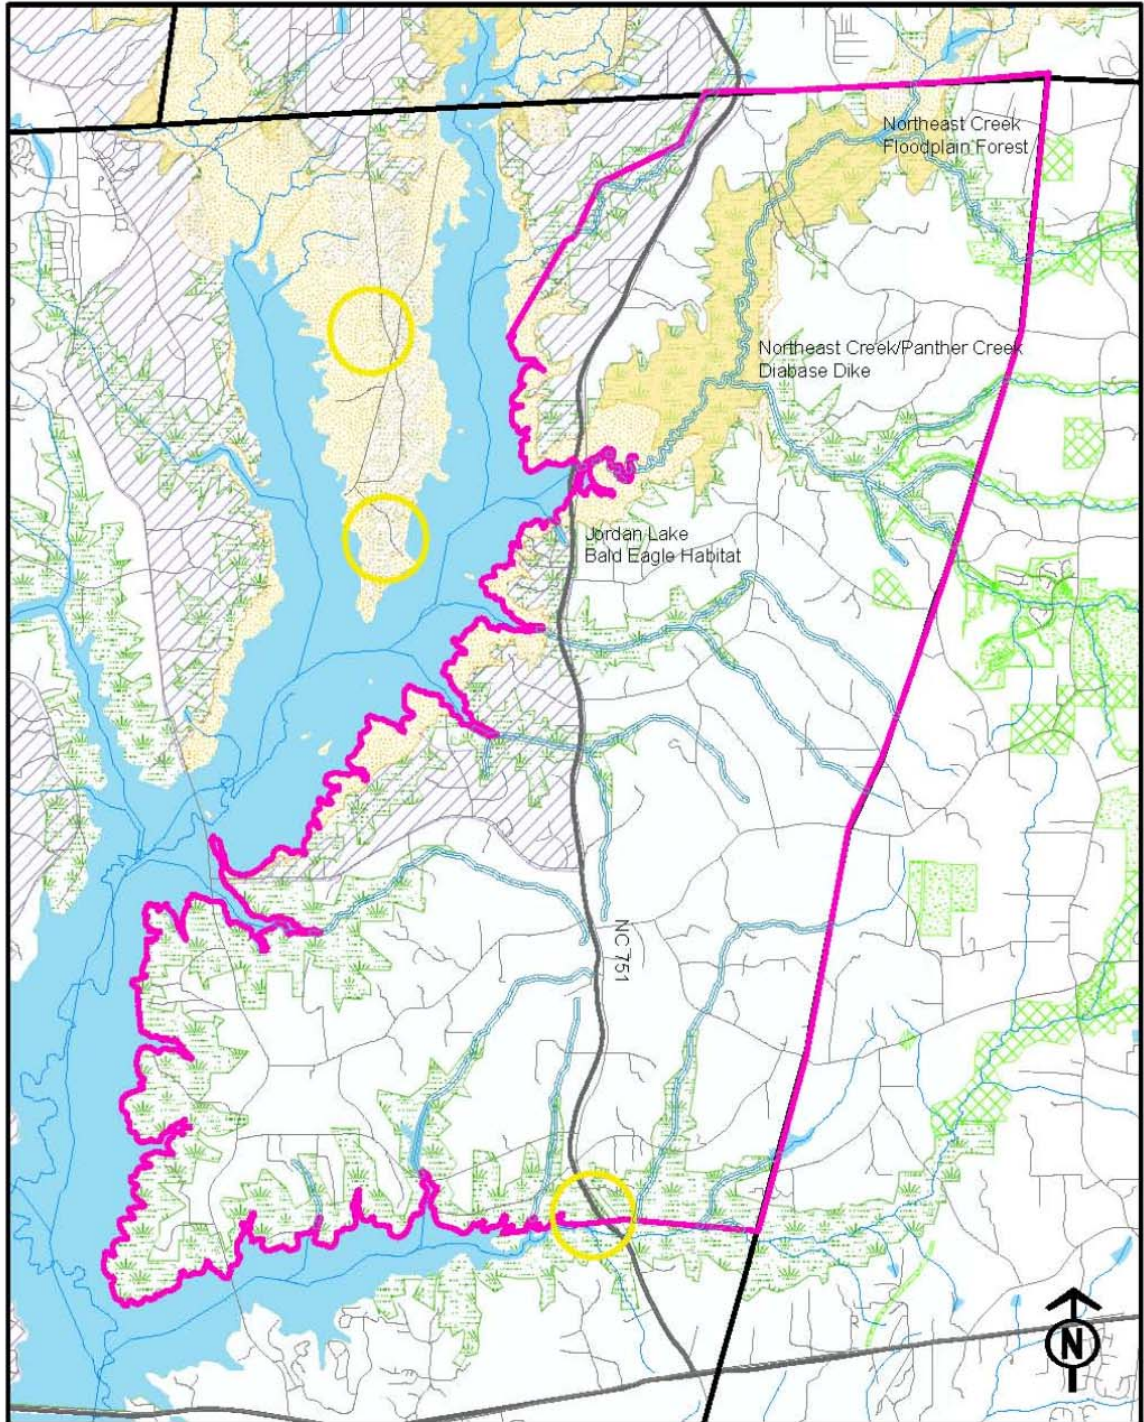 Northeast Creek
Floodplain Forest
Northeast Creek/Panther Creek
Diabase Dike
Jordan Lake
Bald Eagle Habitat
NC 751
N